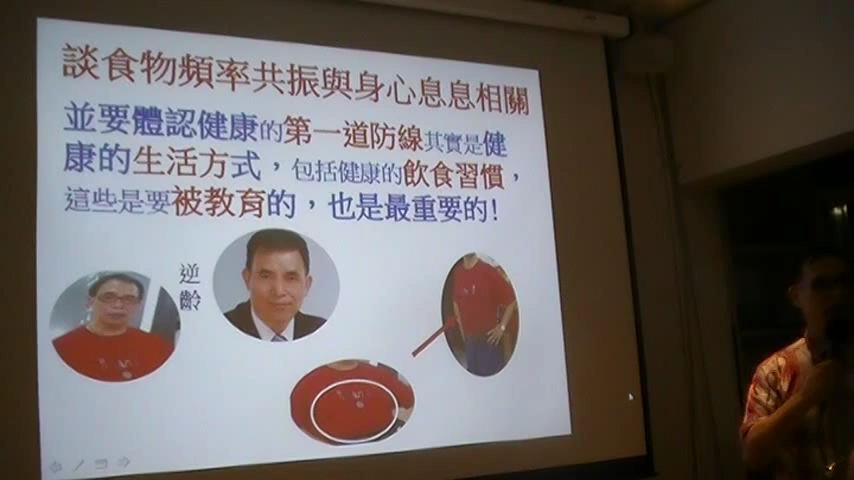 談食物頻率共振與身心息息相關
並要體認健康的第一道防線其實是健
康的生活方式，包括健康的飲食習慣，
這些是要被教育的，也是最重要的!
逆
齡